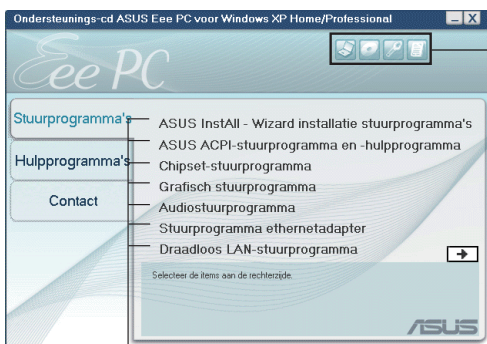 Ondersteunings-cd ASUS Eee PC voor Windows XP Home/Professional
Eee PC
Stuurprogramma's
Hulpprogramma's
Contact
ASUS InstAll - Wizard installatie stuurprogramma's
ASUS ACPI-stuurprogramma en -hulpprogramma
Chipset-stuurprogramma
Grafisch stuurprogramma
Audiostuurprogramma
Stuurprogramma ethernetadapter
Draadloos LAN-stuurprogramma
Selecteer de items aan de rechterzijde.
ASUS